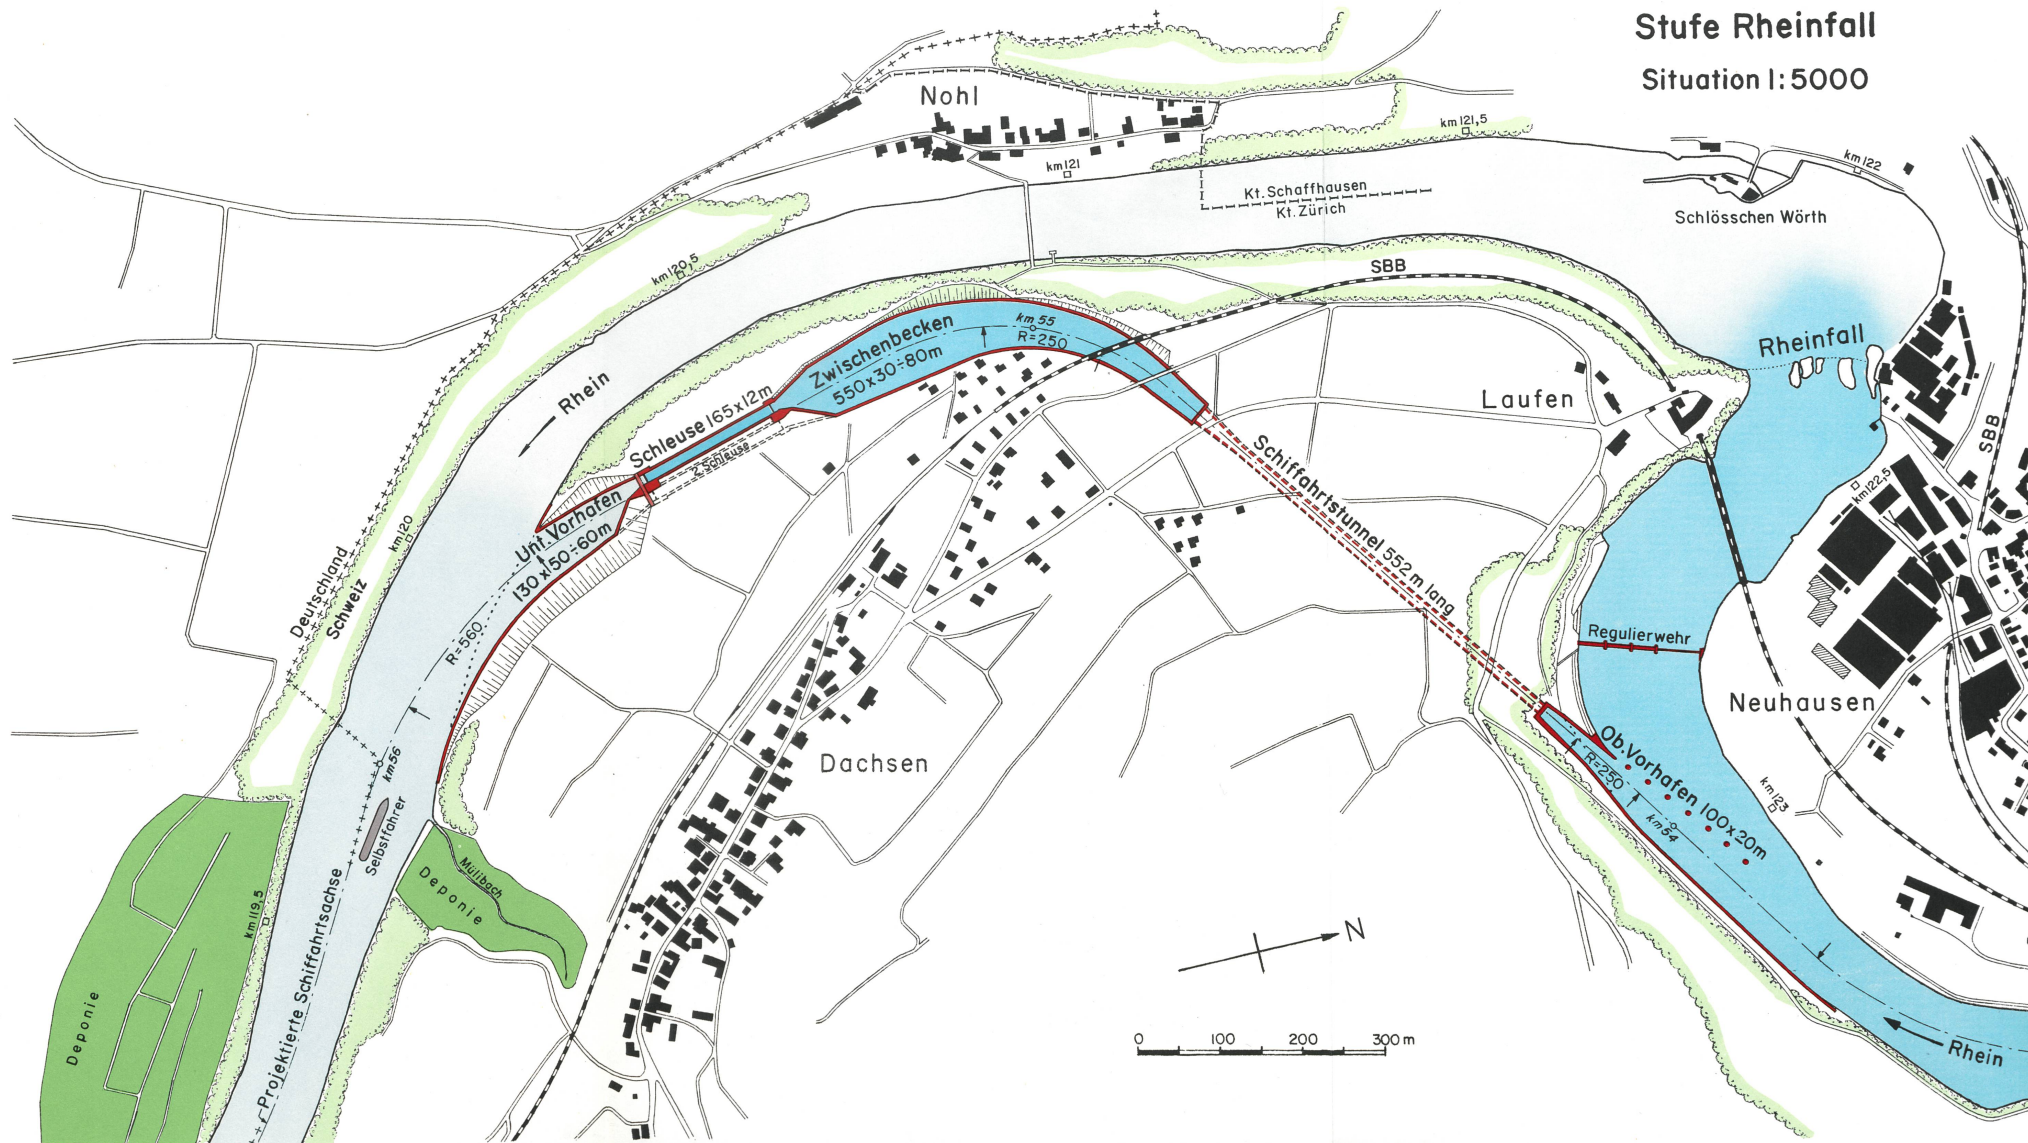 Stufe Rheinfall
Situation 1:5000
Nohl
km 121,5
km 121
km 122
Kt. Schaffhausen
Kt. Zürich
Schlösschen Wörth
km 120,5
SBB
Rheinfall
km 55
R=250
Zwischenbecken
550x30÷80m
Rhein
Schleuse 165x12m
2. Schleuse
Laufen
SBB
Schiffahrtstunnel 552m lang
km 122,5
Unt. Vorhafen
130x50÷60m
km 120
Deutschland
Schweiz
R=560
Regulierwehr
Neuhausen
Ob. Vorhafen 100x20m
R=250
km 54
km 123
Dachsen
km 56
Selbstfahrer
Mülibach
Deponie
km 119,5
Projektierte Schiffahrtsachse
Deponie
N
0 100 200 300 m
Rhein